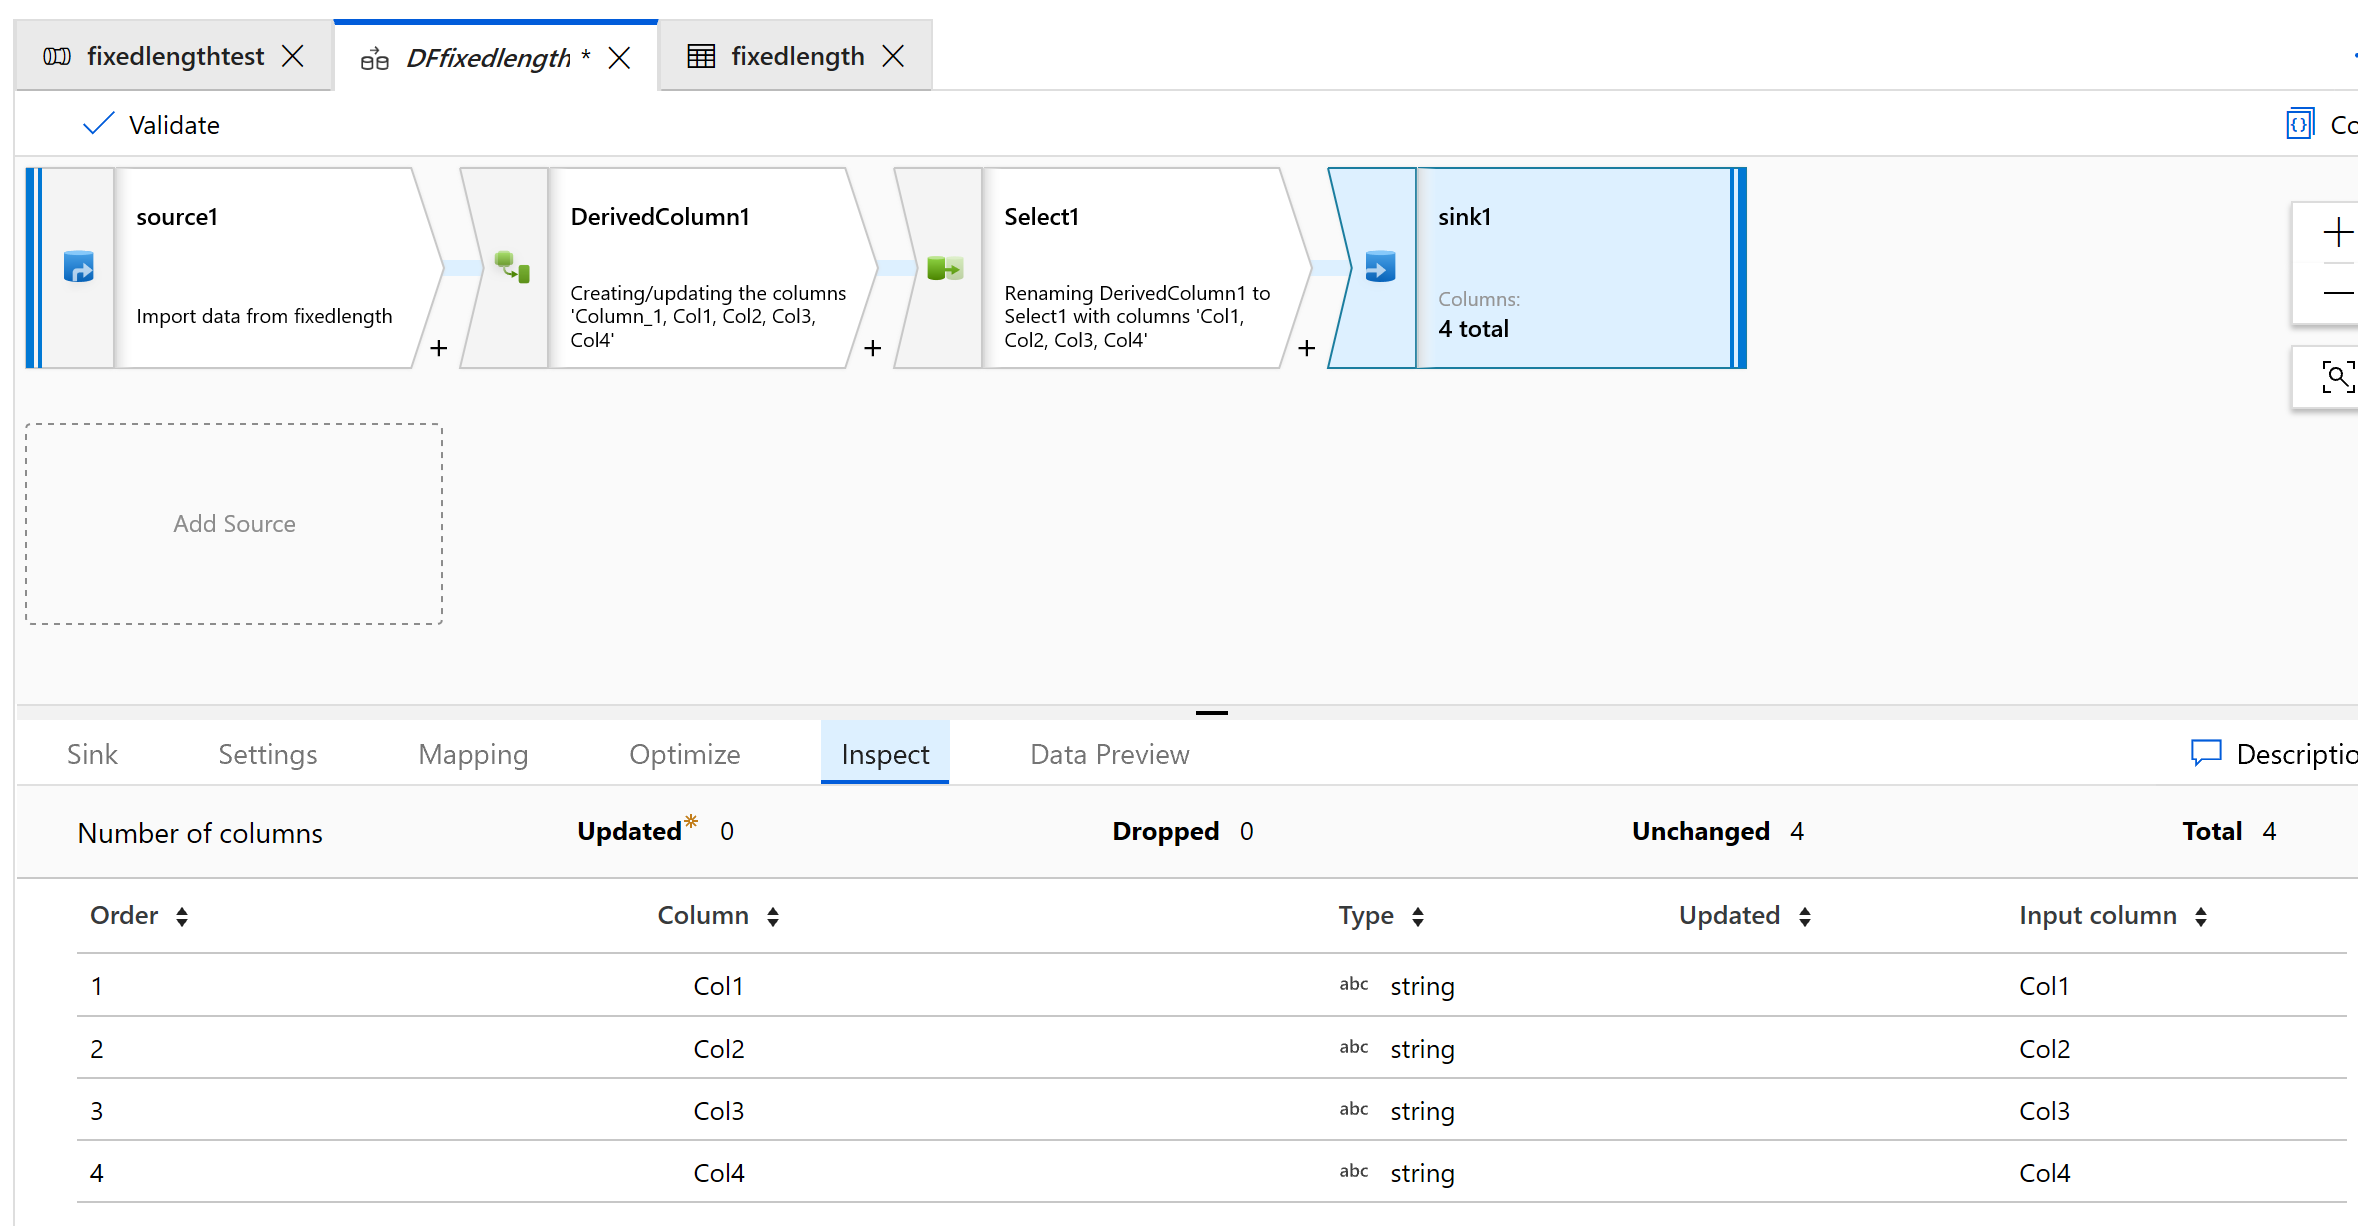 fixedlengthtest
DFfixedlength *
fixedlength
Validate
Co
source1
Import data from fixedlength
+
DerivedColumn1
Creating/updating the columns
'Column_1, Col1, Col2, Col3,
Col4'
+
Select1
Renaming DerivedColumn1 to
Select1 with columns 'Col1,
Col2, Col3, Col4'
+
sink1
Columns:
4 total
Add Source
Sink Settings Mapping Optimize Inspect Data Preview Descriptio
Number of columns Updated* 0 Dropped 0 Unchanged 4 Total 4
Order Column Type Updated Input column
1 Col1 abc string Col1
2 Col2 abc string Col2
3 Col3 abc string Col3
4 Col4 abc string Col4